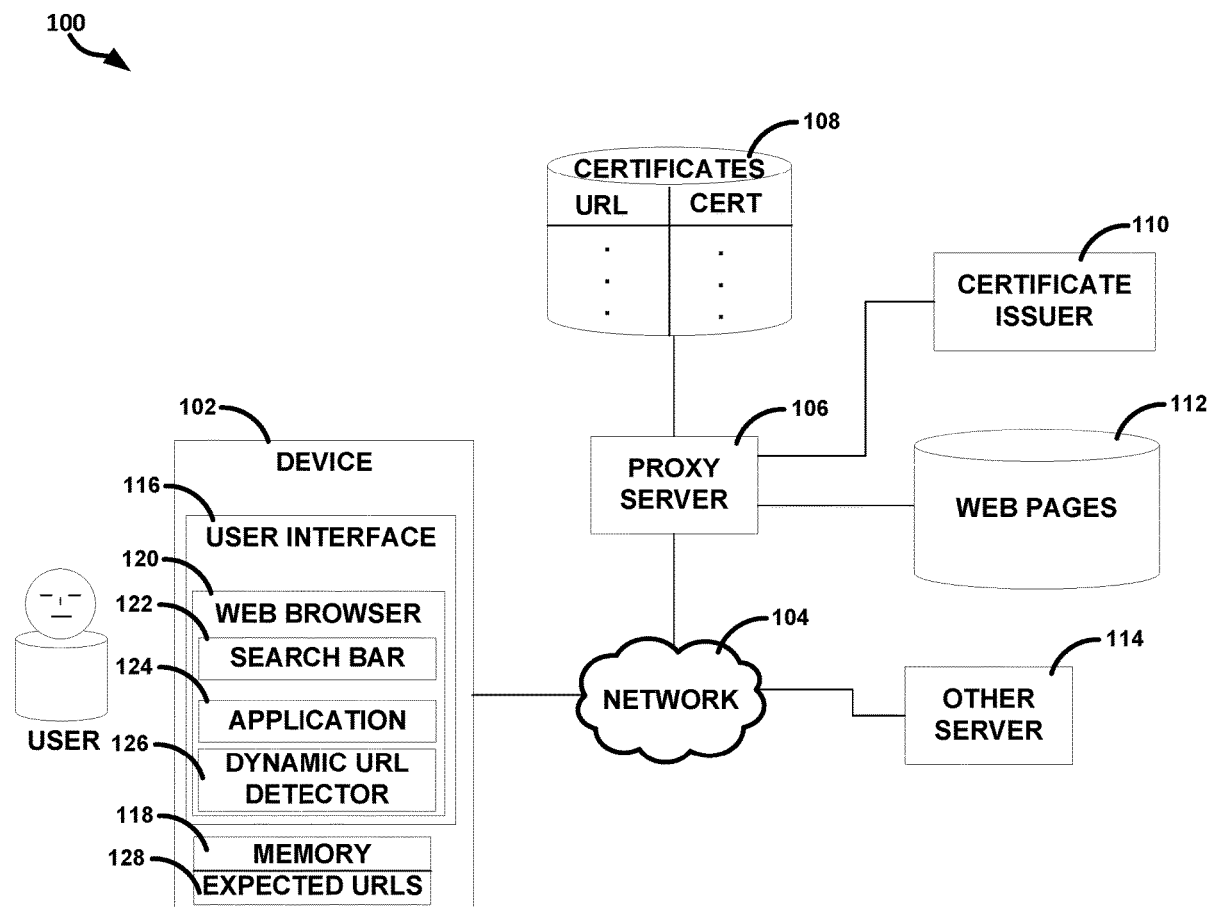 100
108
CERTIFICATES
URL CERT
. .
. .
. .
110
CERTIFICATE
ISSUER
102
DEVICE
106
PROXY
SERVER
112
WEB PAGES
116
USER INTERFACE
120
WEB BROWSER
122
SEARCH BAR
124
APPLICATION
126
DYNAMIC URL
DETECTOR
118
MEMORY
128
EXPECTED URLS
USER
104
NETWORK
114
OTHER
SERVER